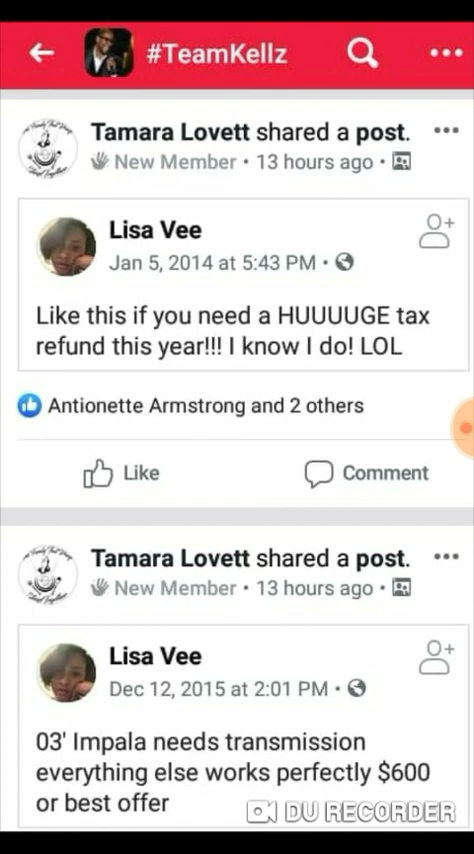 #TeamKellz
Tamara Lovett shared a post.
New Member • 13 hours ago •
Lisa Vee
Jan 5, 2014 at 5:43 PM •
Like this if you need a HUUUUGE tax
refund this year!!! I know I do! LOL
Antionette Armstrong and 2 others
Like
Comment
Tamara Lovett shared a post.
New Member • 13 hours ago •
Lisa Vee
Dec 12, 2015 at 2:01 PM •
03' Impala needs transmission
everything else works perfectly $600
or best offer
DU RECORDER